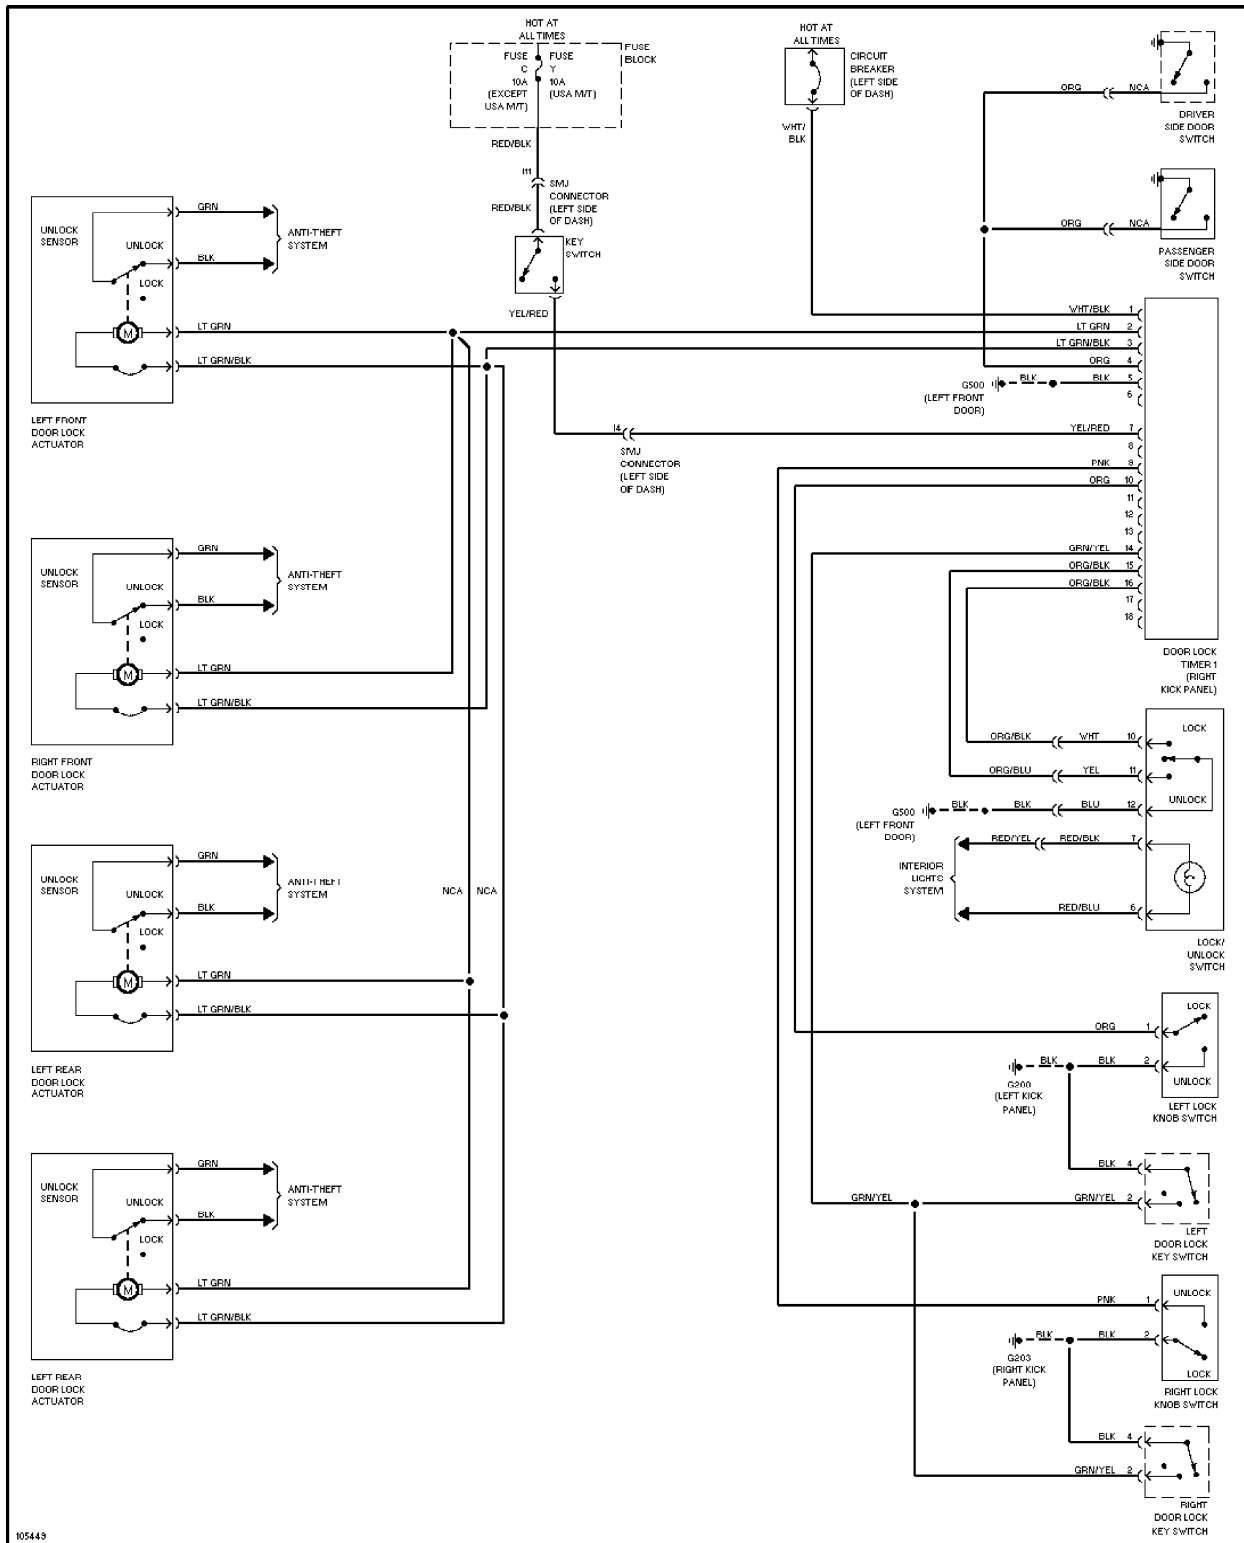 HOT AT
ALL TIMES
FUSE
C
10A
(EXCEPT
USA M/T)
FUSE
Y
10A
(USA M/T)
FUSE
BLOCK
RED/BLK
I11
SMJ
CONNECTOR
(LEFT SIDE
OF DASH)
RED/BLK
KEY
SWITCH
YEL/RED
HOT AT
ALL TIMES
CIRCUIT
BREAKER
(LEFT SIDE
OF DASH)
WHT/
BLK
ORG
NCA
DRIVER
SIDE DOOR
SWITCH
ORG
NCA
PASSENGER
SIDE DOOR
SWITCH
UNLOCK
SENSOR
UNLOCK
LOCK
M
GRN
BLK
ANTI-THEFT
SYSTEM
LT GRN
LT GRN/BLK
LEFT FRONT
DOOR LOCK
ACTUATOR
WHT/BLK 1
LT GRN 2
LT GRN/BLK 3
ORG 4
G500
(LEFT FRONT
DOOR)
BLK
BLK 5
6
I4
SMJ
CONNECTOR
(LEFT SIDE
OF DASH)
YEL/RED 7
8
PNK 9
ORG 10
11
12
13
GRN/YEL 14
ORG/BLK 15
ORG/BLK 16
17
18
DOOR LOCK
TIMER 1
(RIGHT
KICK PANEL)
UNLOCK
SENSOR
UNLOCK
LOCK
M
GRN
BLK
ANTI-THEFT
SYSTEM
LT GRN
LT GRN/BLK
RIGHT FRONT
DOOR LOCK
ACTUATOR
ORG/BLK
WHT
10
LOCK
ORG/BLU
YEL
11
UNLOCK
G500
(LEFT FRONT
DOOR)
BLK
BLK
BLU
12
INTERIOR
LIGHTS
SYSTEM
RED/YEL
RED/BLK
7
RED/BLU
6
LOCK/
UNLOCK
SWITCH
UNLOCK
SENSOR
UNLOCK
LOCK
M
GRN
BLK
ANTI-THEFT
SYSTEM
LT GRN
LT GRN/BLK
LEFT REAR
DOOR LOCK
ACTUATOR
NCA
NCA
ORG
1
LOCK
G200
(LEFT KICK
PANEL)
BLK
BLK
2
UNLOCK
LEFT LOCK
KNOB SWITCH
BLK 4
GRN/YEL
GRN/YEL 2
LEFT
DOOR LOCK
KEY SWITCH
UNLOCK
SENSOR
UNLOCK
LOCK
M
GRN
BLK
ANTI-THEFT
SYSTEM
LT GRN
LT GRN/BLK
LEFT REAR
DOOR LOCK
ACTUATOR
PNK
1
UNLOCK
G203
(RIGHT KICK
PANEL)
BLK
BLK
2
LOCK
RIGHT LOCK
KNOB SWITCH
BLK 4
GRN/YEL 2
RIGHT
DOOR LOCK
KEY SWITCH
105449